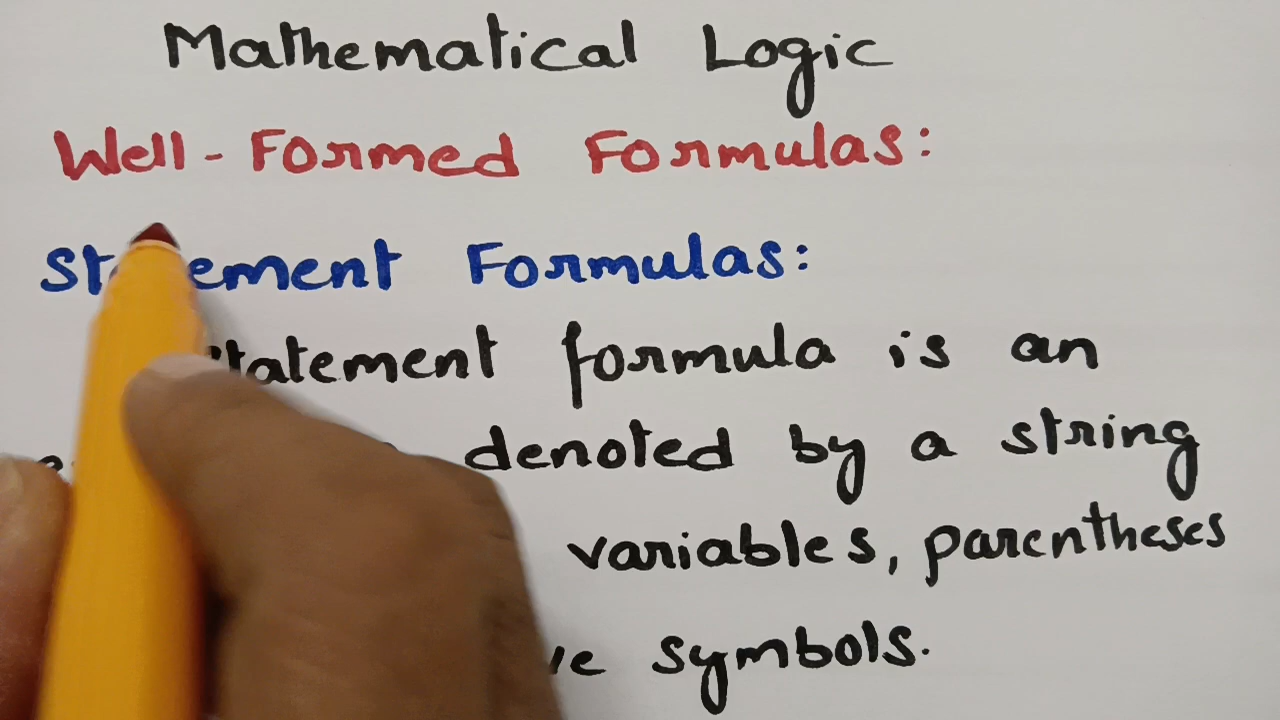 Mathematical Logic
Well-Formed Formulas:
Statement Formulas:
statement formula is an
denoted by a string
variables, parentheses
symbols.